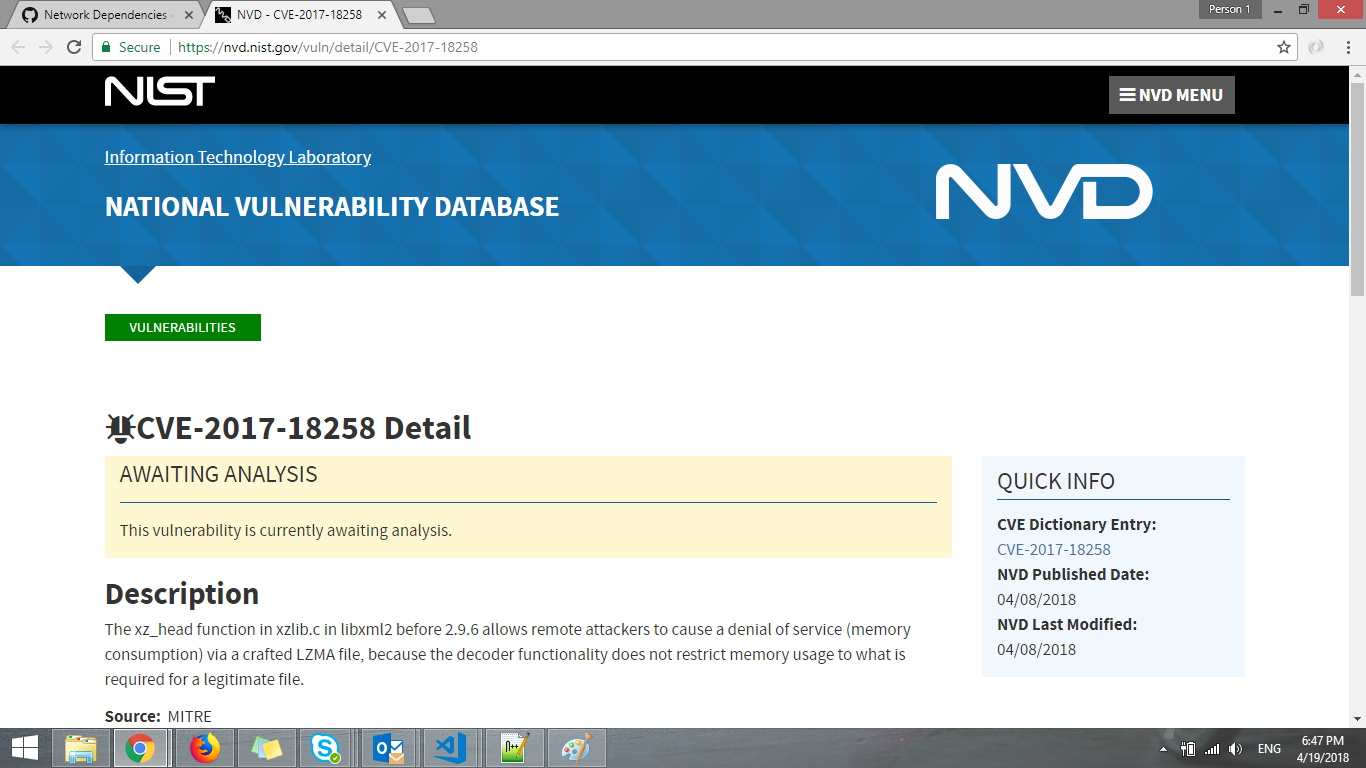 Network Dependencies
NVD - CVE-2017-18258
Person 1
Secure
https://nvd.nist.gov/vuln/detail/CVE-2017-18258
NIST
NVD MENU
Information Technology Laboratory
NATIONAL VULNERABILITY DATABASE
NVD
VULNERABILITIES
CVE-2017-18258 Detail
AWAITING ANALYSIS
This vulnerability is currently awaiting analysis.
Description
The xz_head function in xzlib.c in libxml2 before 2.9.6 allows remote attackers to cause a denial of service (memory
consumption) via a crafted LZMA file, because the decoder functionality does not restrict memory usage to what is
required for a legitimate file.
Source: MITRE
QUICK INFO
CVE Dictionary Entry:
CVE-2017-18258
NVD Published Date:
04/08/2018
NVD Last Modified:
04/08/2018
ENG
6:47 PM
4/19/2018